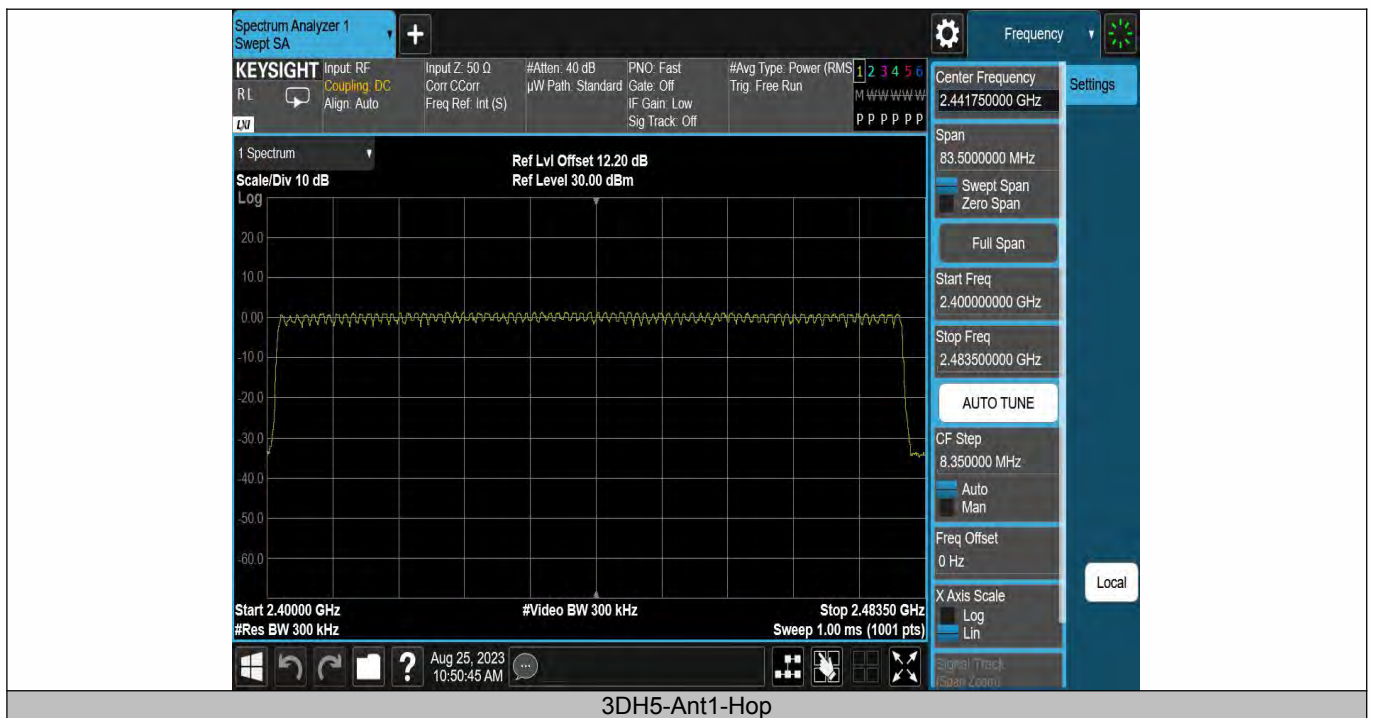 Spectrum Analyzer 1
Swept SA
Frequency
KEYSIGHT
R L
LXI
Input: RF
Coupling: DC
Align: Auto
Input Z: 50 Ω
Corr CCorr
Freq Ref: Int (S)
#Atten: 40 dB
µW Path: Standard
PNO: Fast
Gate: Off
IF Gain: Low
Sig Track: Off
#Avg Type: Power (RMS
Trig: Free Run
1 2 3 4 5 6
M W W W W W
P P P P P P
1 Spectrum
Scale/Div 10 dB
Log
Ref Lvl Offset 12.20 dB
Ref Level 30.00 dBm
20.0
10.0
0.00
-10.0
-20.0
-30.0
-40.0
-50.0
-60.0
Start 2.40000 GHz
#Res BW 300 kHz
#Video BW 300 kHz
Stop 2.48350 GHz
Sweep 1.00 ms (1001 pts)
Center Frequency
2.441750000 GHz
Settings
Span
83.5000000 MHz
Swept Span
Zero Span
Full Span
Start Freq
2.400000000 GHz
Stop Freq
2.483500000 GHz
AUTO TUNE
CF Step
8.350000 MHz
Auto
Man
Freq Offset
0 Hz
X Axis Scale
Log
Lin
Signal Track
(Span Zoom)
Local
?
Aug 25, 2023
10:50:45 AM
3DH5-Ant1-Hop